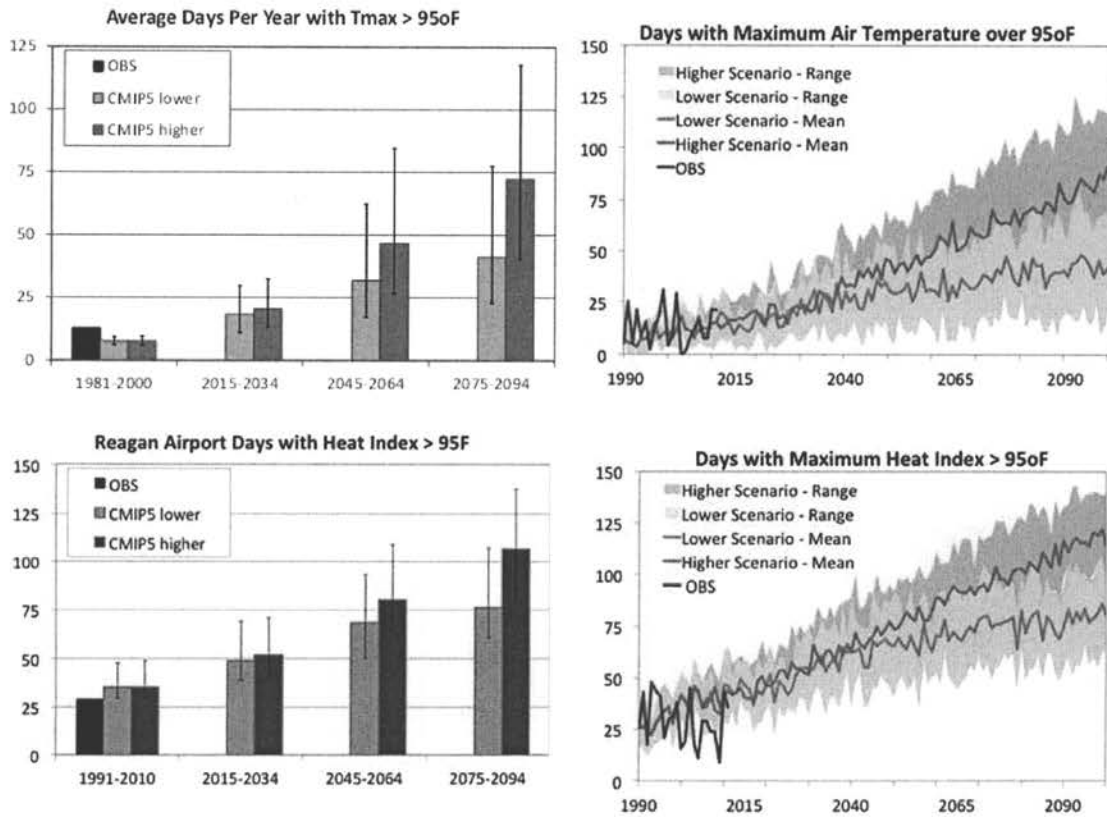 Average Days Per Year with Tmax > 95oF
125
100
75
50
25
0
OBS
CMIP5 lower
CMIP5 higher
1981-2000
2015-2034
2045-2064
2075-2094
Days with Maximum Air Temperature over 95oF
150
125
100
75
50
25
0
Higher Scenario - Range
Lower Scenario - Range
Lower Scenario - Mean
Higher Scenario - Mean
OBS
1990
2015
2040
2065
2090
Reagan Airport Days with Heat Index > 95F
150
125
100
75
50
25
0
OBS
CMIP5 lower
CMIP5 higher
1991-2010
2015-2034
2045-2064
2075-2094
Days with Maximum Heat Index > 95oF
150
125
100
75
50
25
0
Higher Scenario - Range
Lower Scenario - Range
Lower Scenario - Mean
Higher Scenario - Mean
OBS
1990
2015
2040
2065
2090